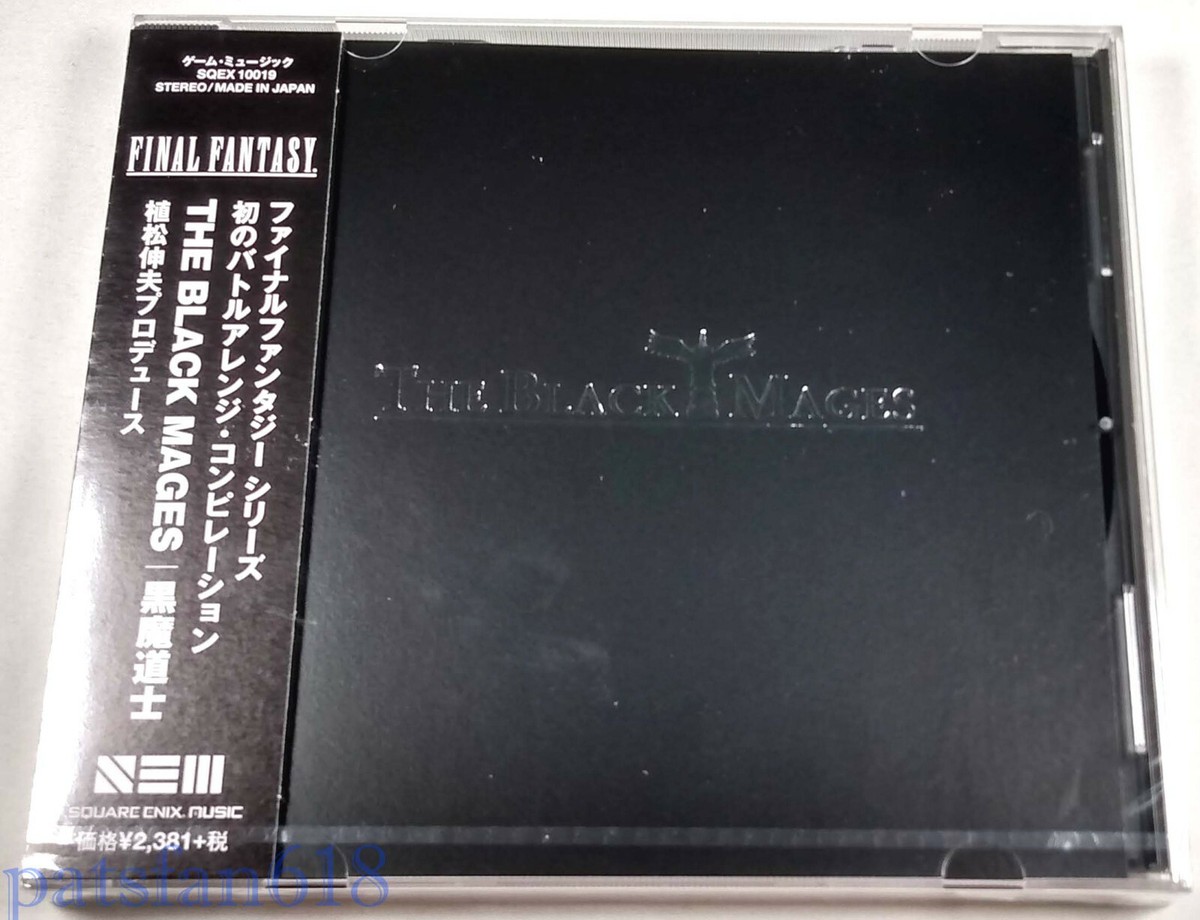 ゲーム・ミュージック
SQEX 10019
STEREO/MADE IN JAPAN
FINAL FANTASY®
ファイナルファンタジー シリーズ
初のバトルアレンジ・コンピレーション
THE BLACK MAGES | 黒魔道士
植松伸夫プロデュース
SEM
SQUARE ENIX. MUSIC
価格¥2,381+税
THE BLACK MAGES
patsfan618